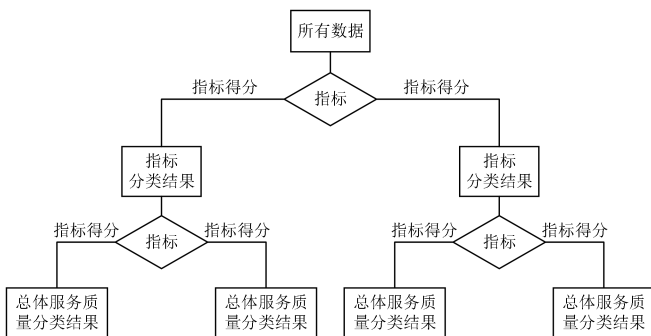 所有数据
指标得分
指标
指标得分
指标
分类结果
指标
分类结果
指标得分
指标
指标得分
指标得分
指标
指标得分
总体服务质
量分类结果
总体服务质
量分类结果
总体服务质
量分类结果
总体服务质
量分类结果